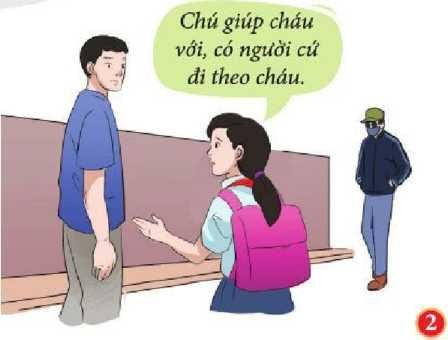 Chú giúp cháu
với, có người cứ
đi theo cháu.
2